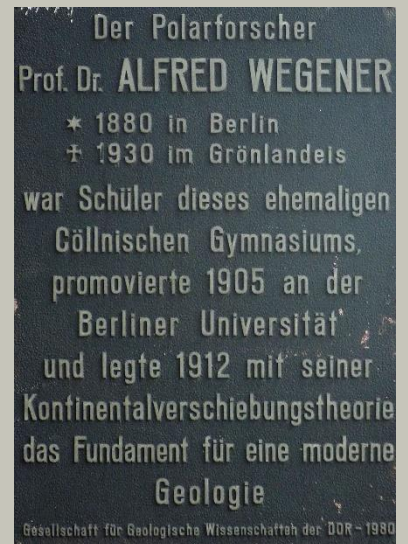 Der Polarforscher
Prof. Dr. ALFRED WEGENER
✶ 1880 in Berlin
✝ 1930 im Grönlandeis
war Schüler dieses ehemaligen
Cöllnischen Gymnasiums,
promovierte 1905 an der
Berliner Universität
und legte 1912 mit seiner
Kontinentalverschiebungstheorie
das Fundament für eine moderne
Geologie
Gesellschaft für Geologische Wissenschaften der DDR - 1980